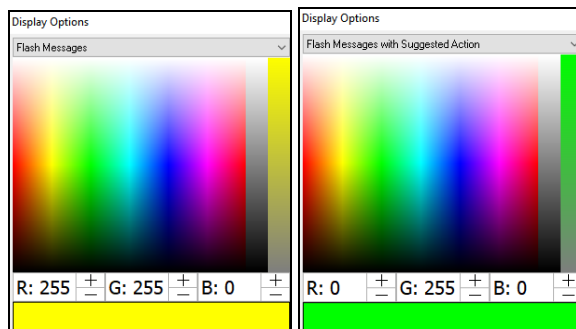 Display Options
Flash Messages
R: 255 + − G: 255 + − B: 0 + −
Display Options
Flash Messages with Suggested Action
R: 0 + − G: 255 + − B: 0 + −